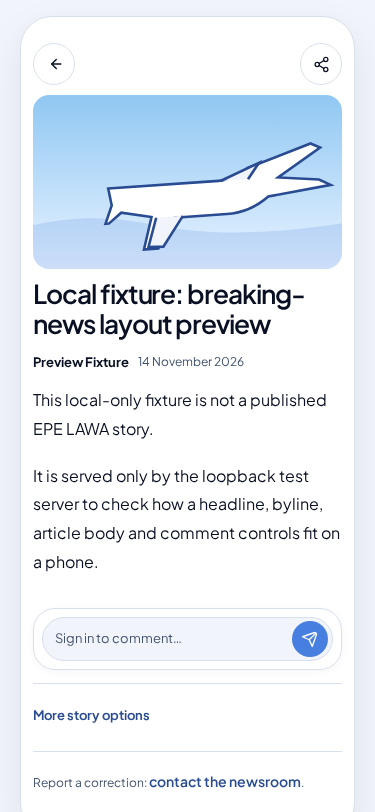 Local fixture: breaking-
news layout preview
Preview Fixture 14 November 2026
This local-only fixture is not a published
EPE LAWA story.
It is served only by the loopback test
server to check how a headline, byline,
article body and comment controls fit on
a phone.
Sign in to comment...
More story options
Report a correction: contact the newsroom.